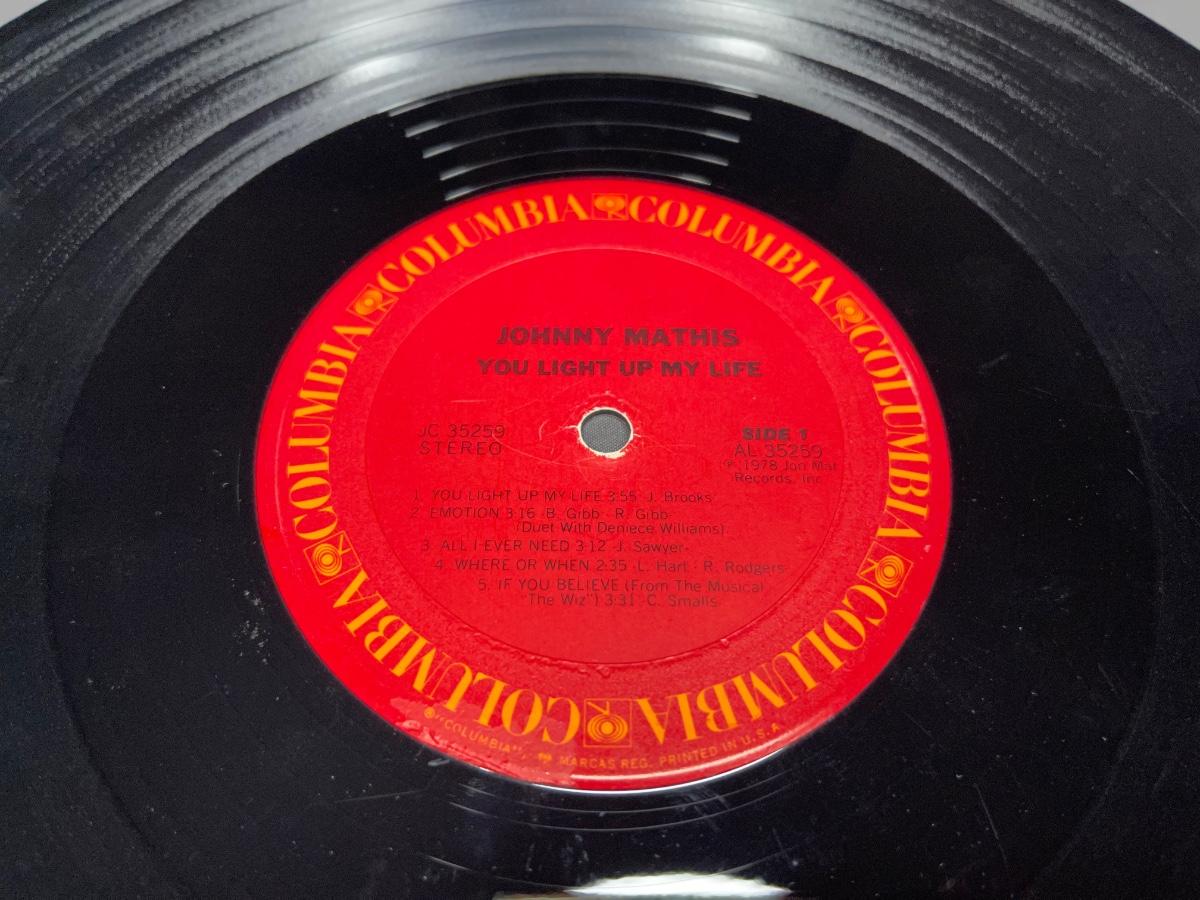 COLUMBIA COLUMBIA COLUMBIA COLUMBIA COLUMBIA COLUMBIA
JOHNNY MATHIS
YOU LIGHT UP MY LIFE
JC 35259
STEREO
SIDE 1
AL 35259
℗ 1978 Jon Mat
Records, Inc.
1. YOU LIGHT UP MY LIFE 3:55 -J. Brooks-
2. EMOTION 3:16 -B. Gibb - R. Gibb-
(Duet With Deniece Williams)
3. ALL I EVER NEED 3:12 -J. Sawyer-
4. WHERE OR WHEN 2:35 -L. Hart - R. Rodgers-
5. IF YOU BELIEVE (From The Musical
"The Wiz") 3:31 -C. Smalls-
® "COLUMBIA", MARCAS REG. PRINTED IN U.S.A.